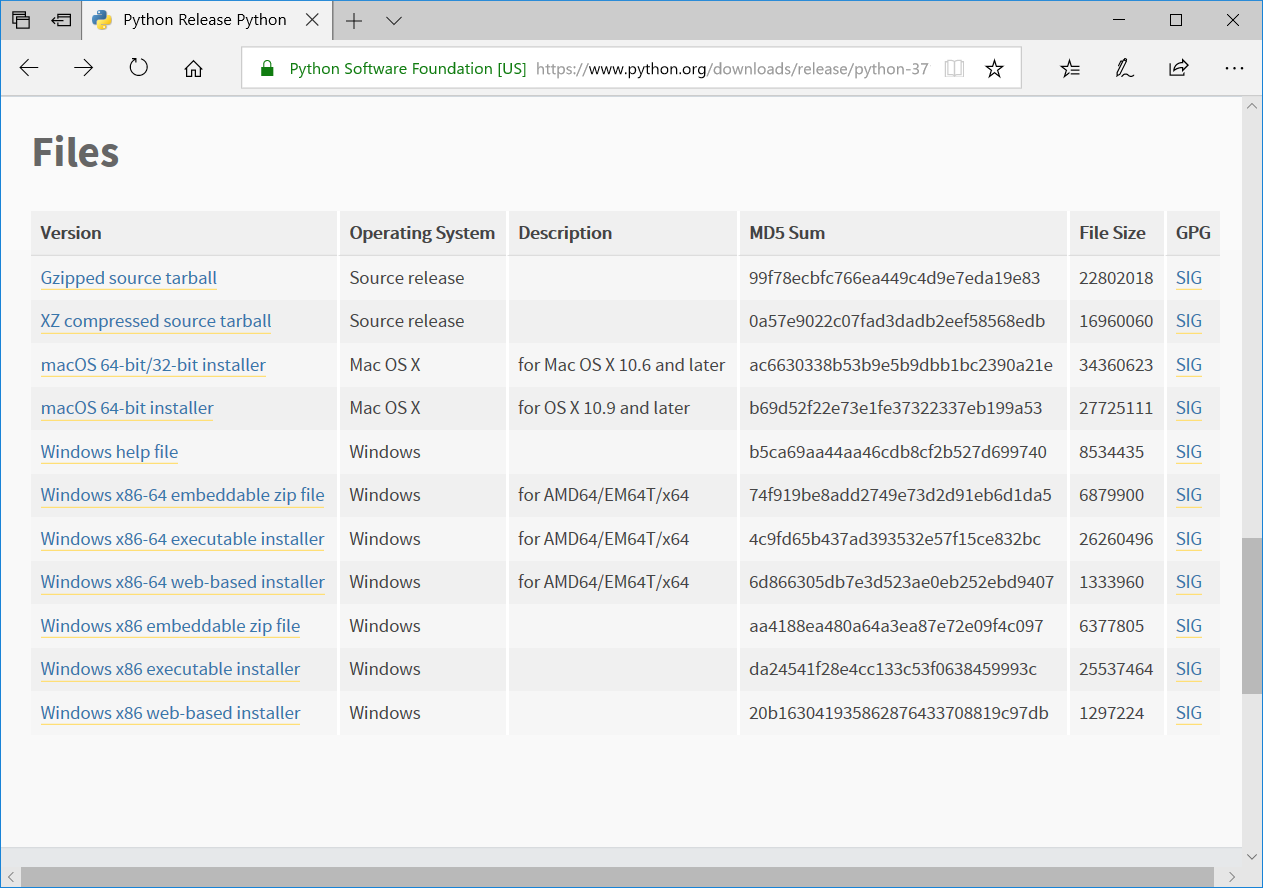 Python Release Python
Python Software Foundation [US] https://www.python.org/downloads/release/python-37
Files
Version Operating System Description MD5 Sum File Size GPG
Gzipped source tarball Source release 99f78ecbfc766ea449c4d9e7eda19e83 22802018 SIG
XZ compressed source tarball Source release 0a57e9022c07fad3dadb2eef58568edb 16960060 SIG
macOS 64-bit/32-bit installer Mac OS X for Mac OS X 10.6 and later ac6630338b53b9e5b9dbb1bc2390a21e 34360623 SIG
macOS 64-bit installer Mac OS X for OS X 10.9 and later b69d52f22e73e1fe37322337eb199a53 27725111 SIG
Windows help file Windows b5ca69aa44aa46cdb8cf2b527d699740 8534435 SIG
Windows x86-64 embeddable zip file Windows for AMD64/EM64T/x64 74f919be8add2749e73d2d91eb6d1da5 6879900 SIG
Windows x86-64 executable installer Windows for AMD64/EM64T/x64 4c9fd65b437ad393532e57f15ce832bc 26260496 SIG
Windows x86-64 web-based installer Windows for AMD64/EM64T/x64 6d866305db7e3d523ae0eb252ebd9407 1333960 SIG
Windows x86 embeddable zip file Windows aa4188ea480a64a3ea87e72e09f4c097 6377805 SIG
Windows x86 executable installer Windows da24541f28e4cc133c53f0638459993c 25537464 SIG
Windows x86 web-based installer Windows 20b163041935862876433708819c97db 1297224 SIG